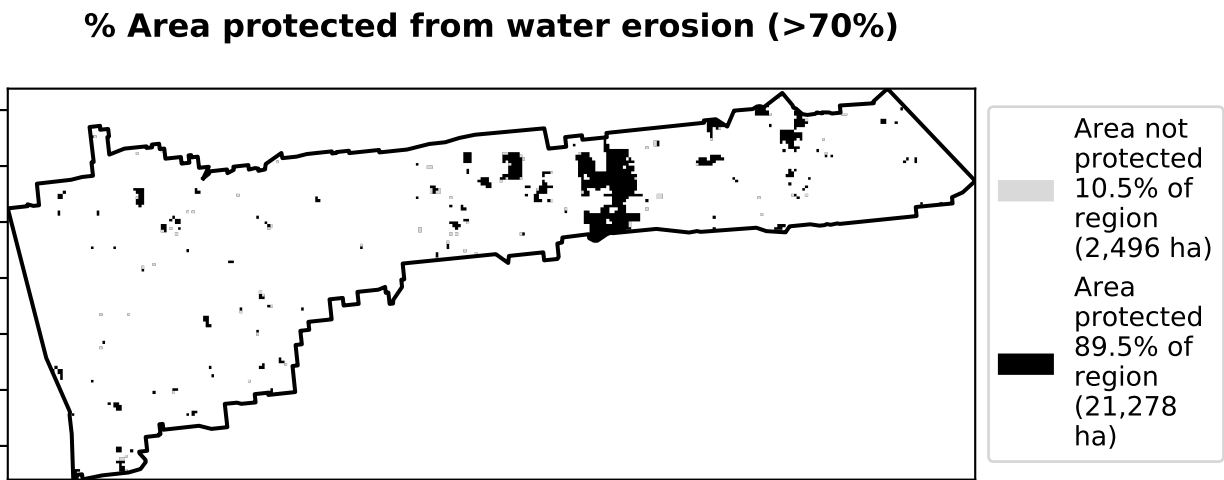 % Area protected from water erosion (>70%)
Area not
protected
10.5% of
region
(2,496 ha)
Area
protected
89.5% of
region
(21,278
ha)